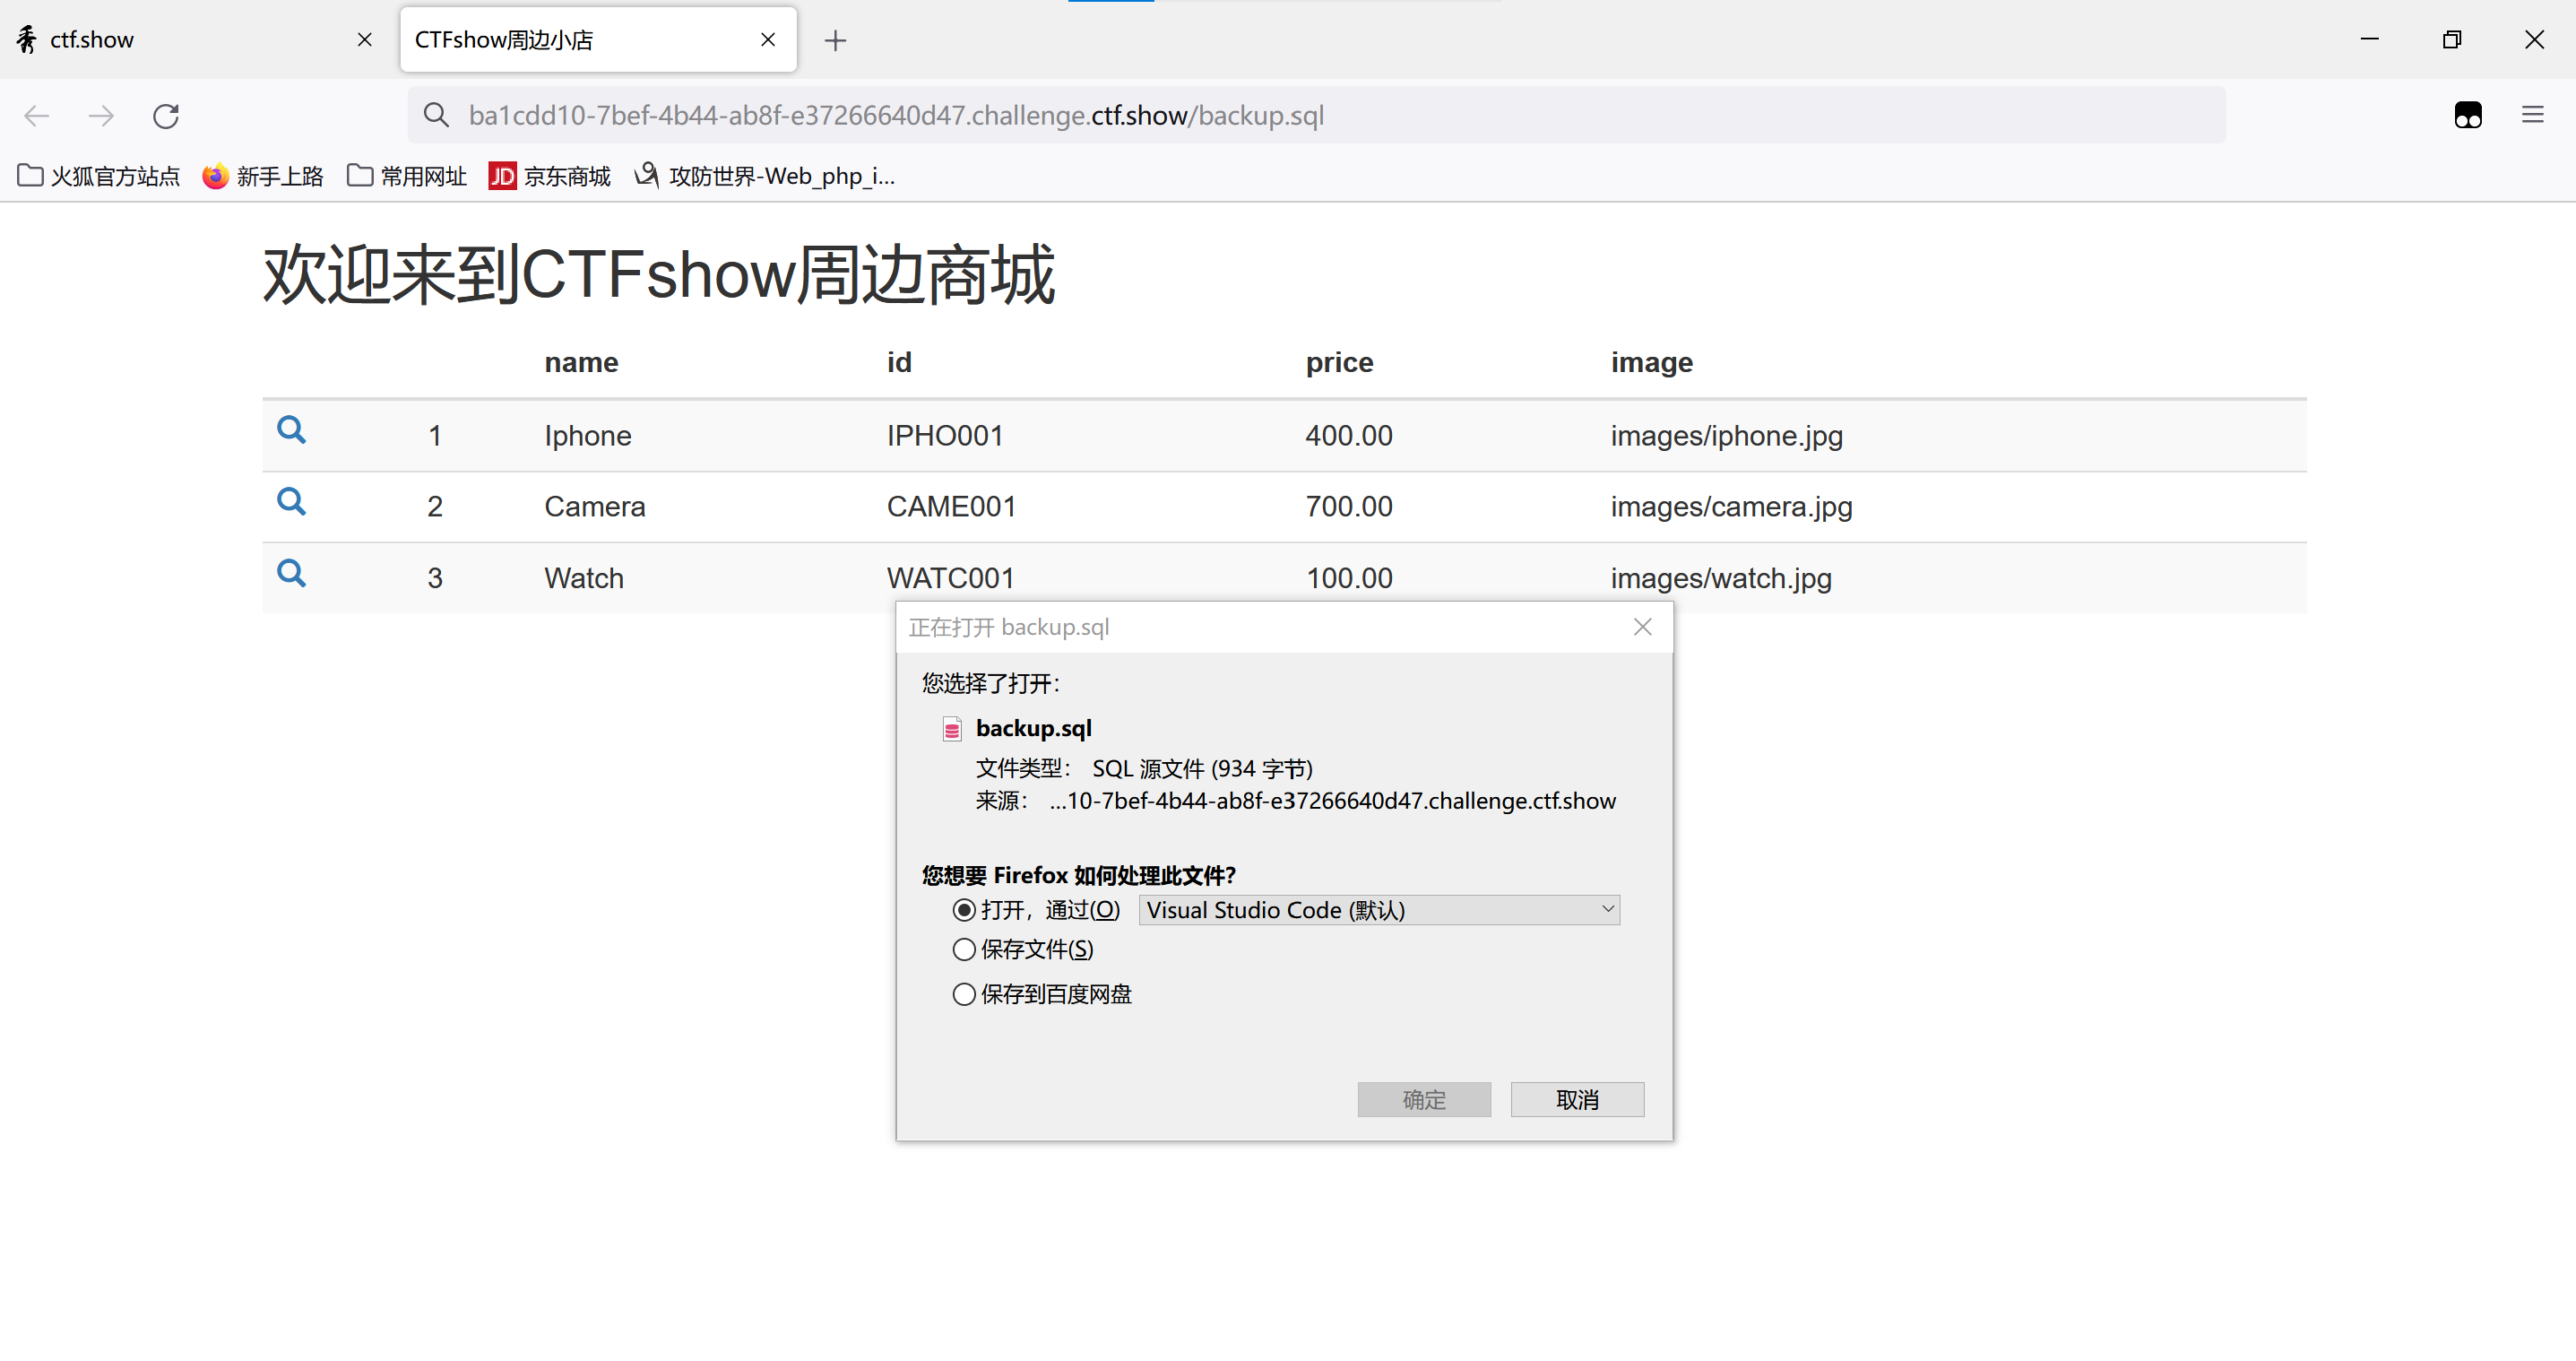 ctf.show
CTFshow周边小店
ba1cdd10-7bef-4b44-ab8f-e37266640d47.challenge.ctf.show/backup.sql
火狐官方站点 新手上路 常用网址 JD 京东商城 攻防世界-Web_php_i...
欢迎来到CTFshow周边商城
name id price image
1 Iphone IPHO001 400.00 images/iphone.jpg
2 Camera CAME001 700.00 images/camera.jpg
3 Watch WATC001 100.00 images/watch.jpg
正在打开 backup.sql
您选择了打开:
backup.sql
文件类型: SQL 源文件 (934 字节)
来源: ...10-7bef-4b44-ab8f-e37266640d47.challenge.ctf.show
您想要 Firefox 如何处理此文件?
打开，通过(O) Visual Studio Code (默认)
保存文件(S)
保存到百度网盘
确定 取消